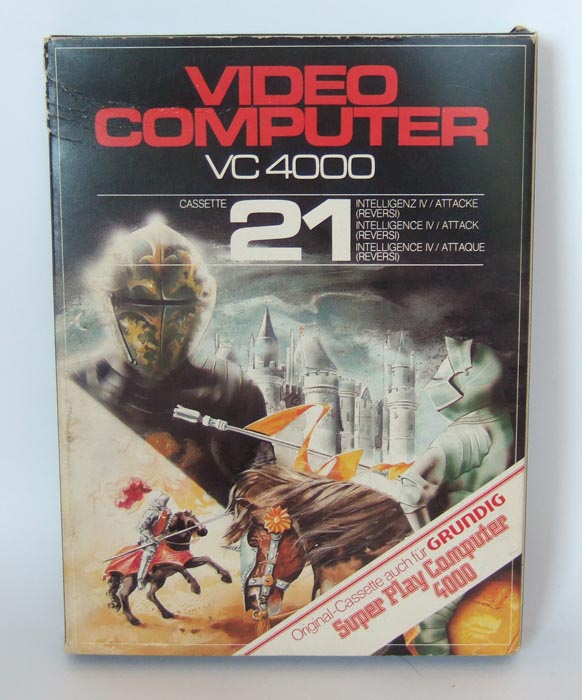 VIDEO
COMPUTER
VC 4000
CASSETTE
21
INTELLIGENZ IV / ATTACKE
(REVERSI)
INTELLIGENCE IV / ATTACK
(REVERSI)
INTELLIGENCE IV / ATTAQUE
(REVERSI)
Original-Cassette auch für GRUNDIG
Super Play Computer
4000